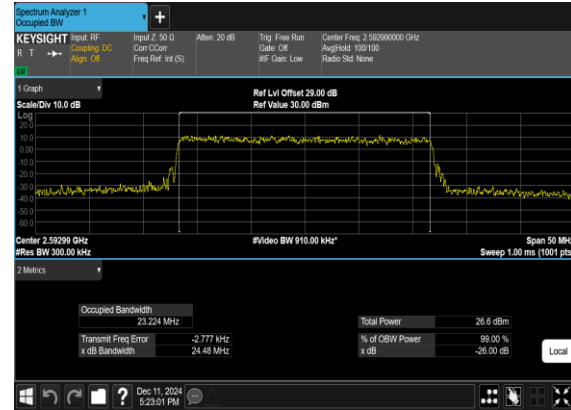 Spectrum Analyzer 1
Occupied BW
+
KEYSIGHT Input: RF Input Z: 50 Ω Atten: 20 dB Trig: Free Run Center Freq: 2.592990000 GHz
R T Coupling: DC Corr CCorr Gate: Off Avg|Hold: 100/100
Align: Off Freq Ref: Int (S) #IF Gain: Low Radio Std: None
LV
1 Graph
Ref Lvl Offset 29.00 dB
Scale/Div 10.0 dB Ref Value 30.00 dBm
Log
20.0
10.0
0.00
-10.0
-20.0
-30.0
-40.0
-50.0
-60.0
Center 2.59299 GHz #Video BW 910.00 kHz* Span 50 MHz
#Res BW 300.00 kHz Sweep 1.00 ms (1001 pts)
2 Metrics
Occupied Bandwidth
23.224 MHz Total Power 26.6 dBm
Transmit Freq Error -2.777 kHz % of OBW Power 99.00 %
x dB Bandwidth 24.48 MHz x dB -26.00 dB
Local
? Dec 11, 2024
5:23:01 PM